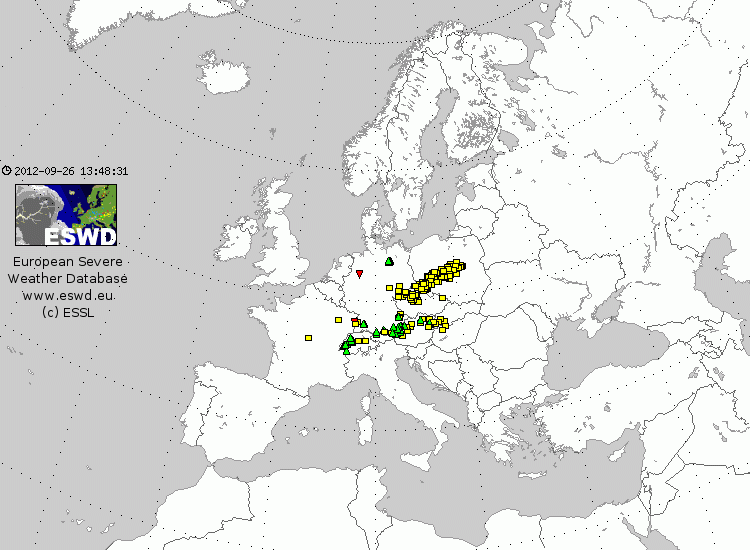 2012-09-26 13:48:31
ESWD
European Severe
Weather Database
www.eswd.eu
(c) ESSL